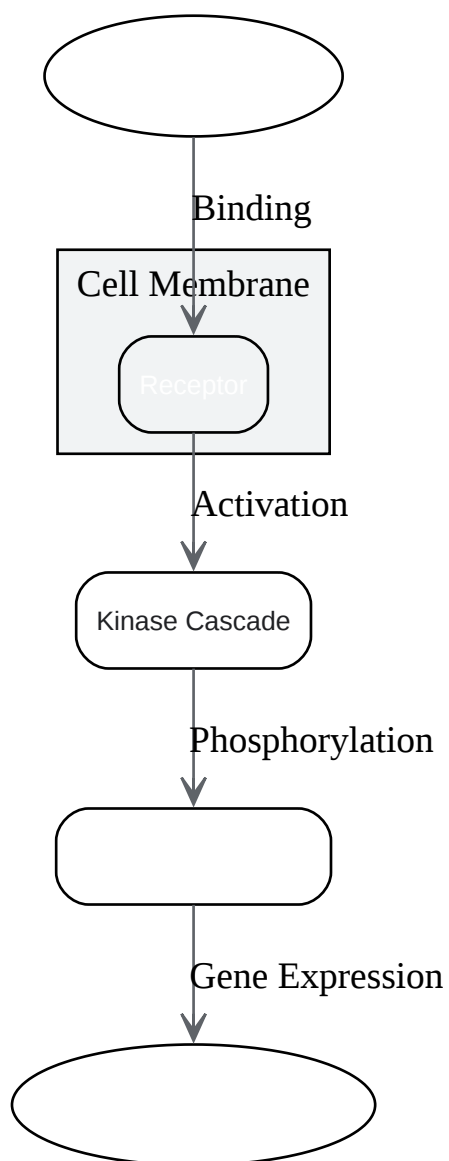 Binding
Cell Membrane
Receptor
Activation
Kinase Cascade
Phosphorylation
Gene Expression